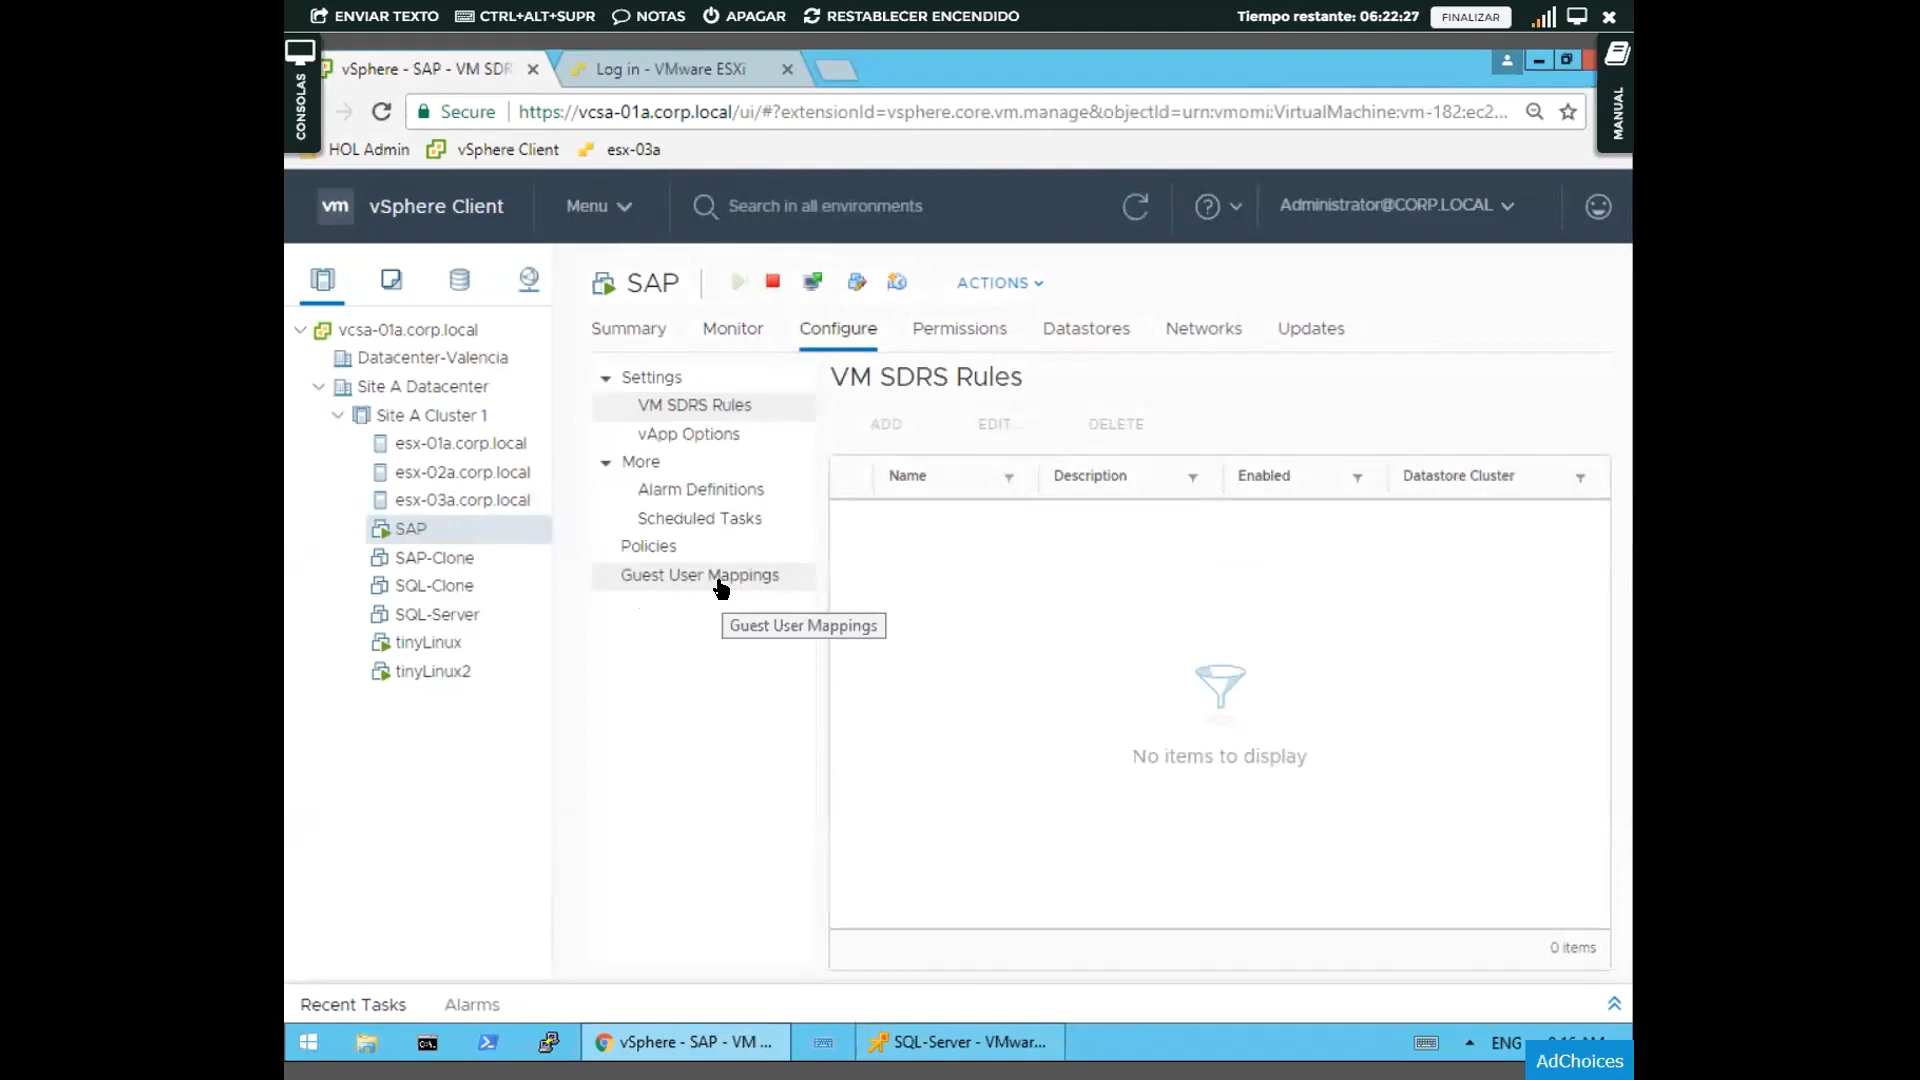 ENVIAR TEXTO CTRL+ALT+SUPR NOTAS APAGAR RESTABLECER ENCENDIDO Tiempo restante: 06:22:27 FINALIZAR
CONSOLAS
MANUAL
vSphere - SAP - VM SDR Log in - VMware ESXi
Secure https://vcsa-01a.corp.local/ui/#?extensionId=vsphere.core.vm.manage&objectId=urn:vmomi:VirtualMachine:vm-182:ec2...
HOL Admin vSphere Client esx-03a
vm vSphere Client Menu Search in all environments Administrator@CORP.LOCAL
SAP ACTIONS
Summary Monitor Configure Permissions Datastores Networks Updates
vcsa-01a.corp.local
Datacenter-Valencia
Site A Datacenter
Site A Cluster 1
esx-01a.corp.local
esx-02a.corp.local
esx-03a.corp.local
SAP
SAP-Clone
SQL-Clone
SQL-Server
tinyLinux
tinyLinux2
Settings
VM SDRS Rules
vApp Options
More
Alarm Definitions
Scheduled Tasks
Policies
Guest User Mappings
Guest User Mappings
VM SDRS Rules
ADD EDIT... DELETE
Name Description Enabled Datastore Cluster
No items to display
0 items
Recent Tasks Alarms
vSphere - SAP - VM ... SQL-Server - VMwar... ENG
AdChoices